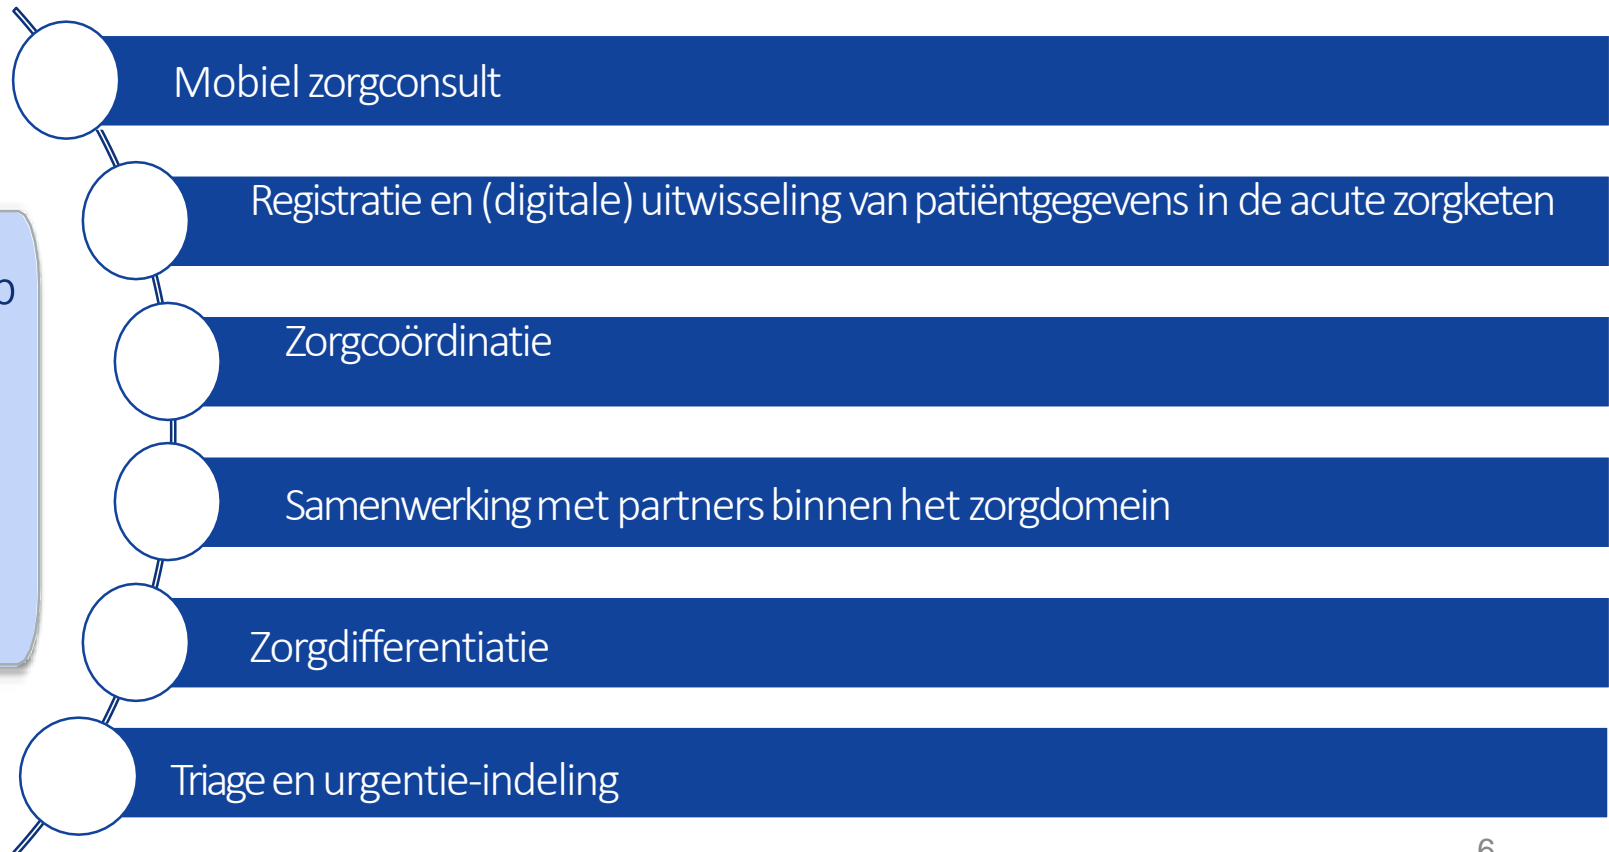 Mobiel zorgconsult
Registratie en (digitale) uitwisseling van patiëntgegevens in de acute zorgketen
Zorgcoördinatie
Samenwerking met partners binnen het zorgdomein
Zorgdifferentiatie
Triage en urgentie-indeling
6